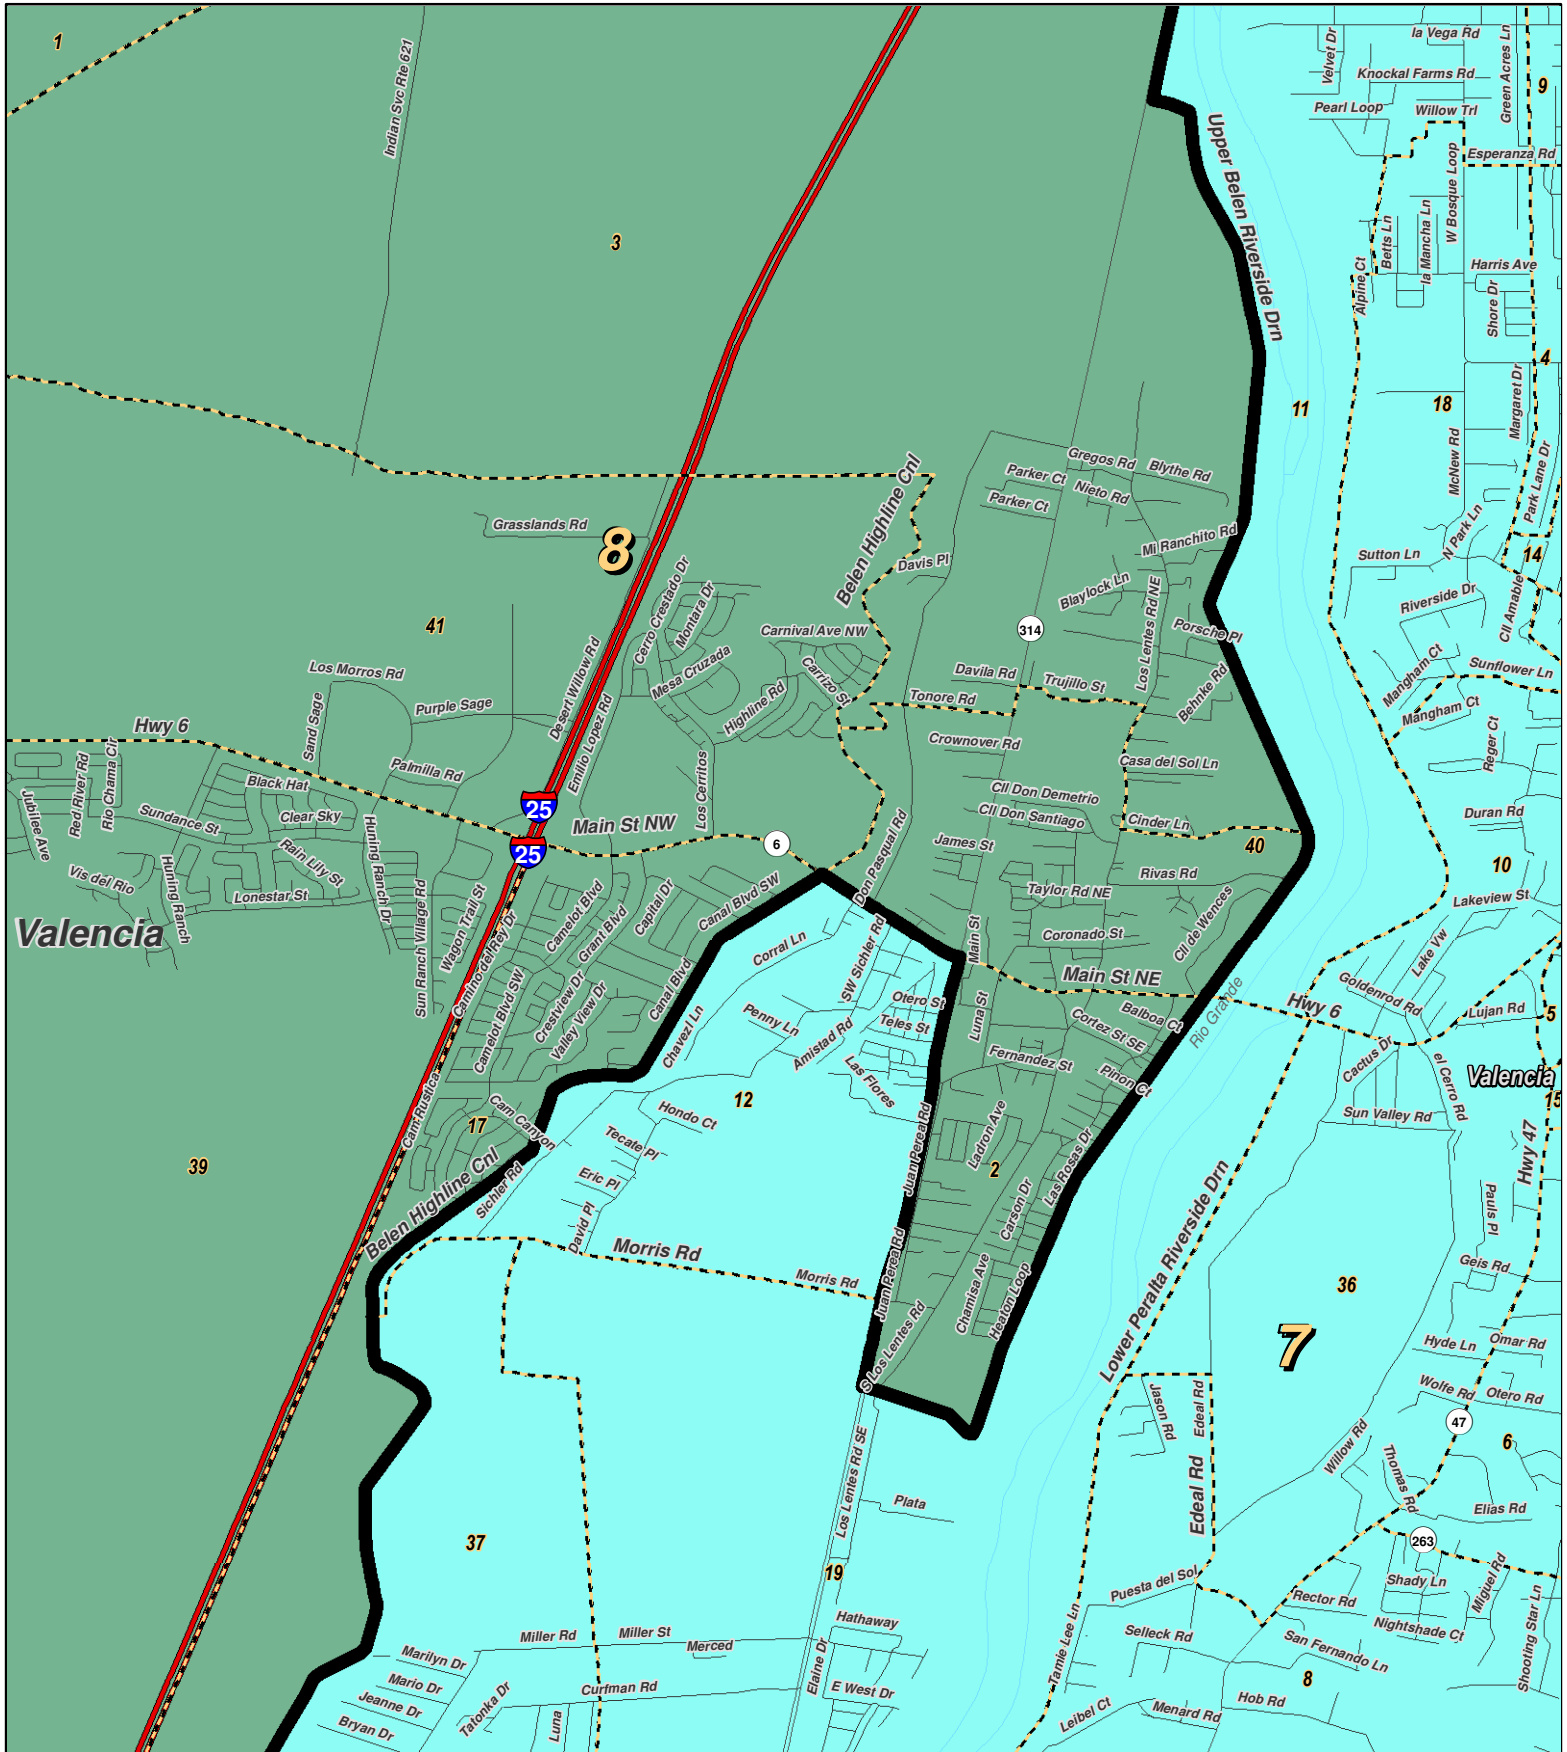 1
Indian Svc Rte 621
3
Upper Belen Riverside Drn
Velvet Dr
la Vega Rd
Green Acres Ln
Knockal Farms Rd
9
Pearl Loop
Willow Trl
Esperanza Rd
W Bosque Loop
Betts Ln
la Mancha Ln
Harris Ave
Alpine Ct
Shore Dr
4
11
18
Margaret Dr
McNew Rd
Park Lane Dr
N Park Ln
Sutton Ln
14
Riverside Dr
Cll Amable
Mangham Ct
Sunflower Ln
Mangham Ct
Reger Ct
Duran Rd
10
Lakeview St
Gregos Rd
Blythe Rd
Parker Ct
Nieto Rd
Parker Ct
Belen Highline Cnl
Mi Ranchito Rd
Davis Pl
Blaylock Ln
Los Lentes Rd NE
314
Porsche Pl
Davila Rd
Trujillo St
Behnke Rd
Tonore Rd
Crownover Rd
Casa del Sol Ln
Cll Don Demetrio
Cll Don Santiago
Cinder Ln
James St
40
Rivas Rd
Taylor Rd NE
Cll de Wences
Coronado St
Don Pasqual Rd
Main St
Main St NE
Grasslands Rd
8
Cerro Crestado Dr
Montara Dr
41
Carnival Ave NW
Desert Willow Rd
Mesa Cruzada
Carrizo St
Highline Rd
Los Morros Rd
Purple Sage
Emilio Lopez Rd
Sand Sage
Hwy 6
Palmilla Rd
Los Cerritos
Red River Rd
Rio Chama Cir
Black Hat
Jubilee Ave
Sundance St
Clear Sky
25
Main St NW
25
6
Huning Ranch Dr
Rain Lily St
Vis del Rio
Huning Ranch
Lonestar St
Valencia
Sun Ranch Village Rd
Wagon Trail St
Camino del Rey Dr
Camelot Blvd
Grant Blvd
Capital Dr
Canal Blvd SW
Camelot Blvd SW
Crestview Dr
Valley View Dr
Canal Blvd
Corral Ln
SW Sichler Rd
Chavezl Ln
Penny Ln
Amistad Rd
Otero St
Teles St
Las Flores
Luna St
Cortez St SE
Balboa Ct
Fernandez St
Pinon Ct
Rio Grande
Hwy 6
Goldenrod Rd
Lake Vw
Lujan Rd
5
Cactus Dr
el Cerro Rd
Valencia
15
Sun Valley Rd
Hwy 47
Cam Rustica
17
Cam Canyon
12
Hondo Ct
Tecate Pl
Eric Pl
David Pl
Sichler Rd
Belen Highline Cnl
39
Juan Perea Rd
Ladron Ave
2
Las Rosas Dr
Carson Dr
Juan Perea Rd
Chamisa Ave
Heaton Loop
S Los Lentes Rd
Morris Rd
Morris Rd
Lower Peralta Riverside Drn
Pauls Pl
Geis Rd
36
7
Hyde Ln
Omar Rd
Wolfe Rd
Otero Rd
Jason Rd
Edeal Rd
Edeal Rd
47
6
Willow Rd
Thomas Rd
Elias Rd
263
37
Los Lentes Rd SE
Plata
19
Puesta del Sol
Shady Ln
Miguel Rd
Rector Rd
Nightshade Ct
Shooting Star Ln
Tamie Lee Ln
Selleck Rd
San Fernando Ln
8
Hathaway
Miller Rd
Miller St
Merced
Marilyn Dr
Mario Dr
Jeanne Dr
Bryan Dr
Tatonka Dr
Curfman Rd
Luna
Elaine Dr
E West Dr
Leibel Ct
Menard Rd
Hob Rd